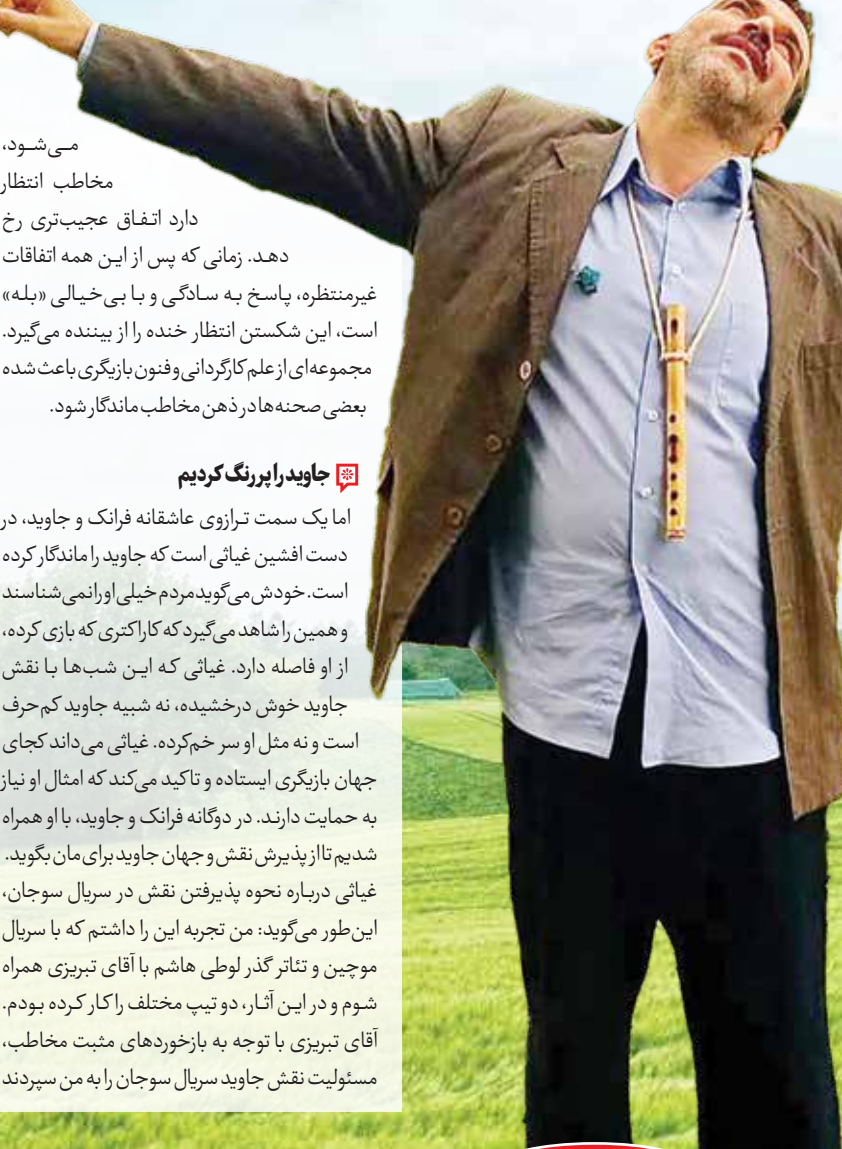 می‌شود،
مخاطب انتظار
دارد اتفاق عجیب‌تری رخ
دهد. زمانی که پس از این همه اتفاقات
غیرمنتظره، پاسخ به سادگی و با بی‌خیالی «بله»
است، این شکستن انتظار خنده را از بیننده می‌گیرد.
مجموعه‌ای از علم کارگردانی و فنون بازیگری باعث شده
بعضی صحنه‌ها در ذهن مخاطب ماندگار شود.
جاوید را پررنگ کردیم
اما یک سمت ترازوی عاشقانه فرانک و جاوید، در
دست افشین غیاثی است که جاوید را ماندگار کرده
است. خودش می‌گوید مردم خیلی او را نمی‌شناسند
و همین را شاهد می‌گیرد که کاراکتری که بازی کرده،
از او فاصله دارد. غیاثی که این شب‌ها با نقش
جاوید خوش درخشیده، نه شبیه جاوید کم‌حرف
است و نه مثل او سر خم‌کرده. غیاثی می‌داند کجای
جهان بازیگری ایستاده و تاکید می‌کند که امثال او نیاز
به حمایت دارند. در دوگانه فرانک و جاوید، با او همراه
شدیم تا از پذیرش نقش و جهان جاوید برای‌مان بگوید.
غیاثی درباره نحوه پذیرفتن نقش در سریال سوجان،
این‌طور می‌گوید: من تجربه این را داشتم که با سریال
موچین و تئاتر گذر لوطی هاشم با آقای تبریزی همراه
شوم و در این آثار، دو تیپ مختلف را کار کرده بودم.
آقای تبریزی با توجه به بازخوردهای مثبت مخاطب،
مسئولیت نقش جاوید سریال سوجان را به من سپردند